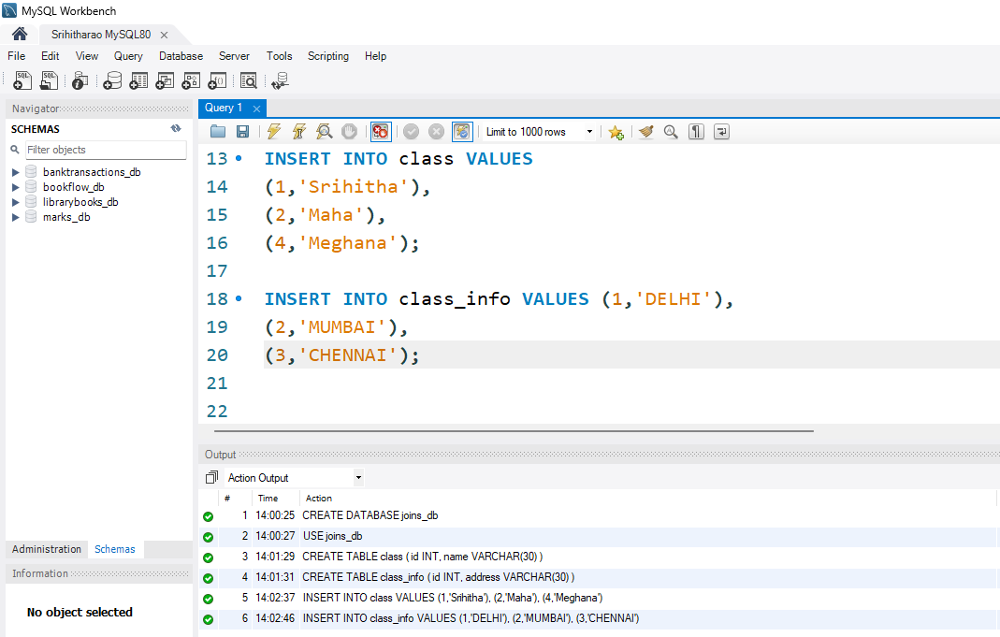 MySQL Workbench
Srihitharao MySQL80
File Edit View Query Database Server Tools Scripting Help
Navigator
SCHEMAS
Filter objects
banktransactions_db
bookflow_db
librarybooks_db
marks_db
Administration Schemas
Information
No object selected
Query 1
Limit to 1000 rows
13 INSERT INTO class VALUES
14 (1,'Srihitha'),
15 (2,'Maha'),
16 (4,'Meghana');
17
18 INSERT INTO class_info VALUES (1,'DELHI'),
19 (2,'MUMBAI'),
20 (3,'CHENNAI');
21
22
Output
Action Output
# Time Action
1 14:00:25 CREATE DATABASE joins_db
2 14:00:27 USE joins_db
3 14:01:29 CREATE TABLE class ( id INT, name VARCHAR(30) )
4 14:01:31 CREATE TABLE class_info ( id INT, address VARCHAR(30) )
5 14:02:37 INSERT INTO class VALUES (1,'Srihitha'), (2,'Maha'), (4,'Meghana')
6 14:02:46 INSERT INTO class_info VALUES (1,'DELHI'), (2,'MUMBAI'), (3,'CHENNAI')